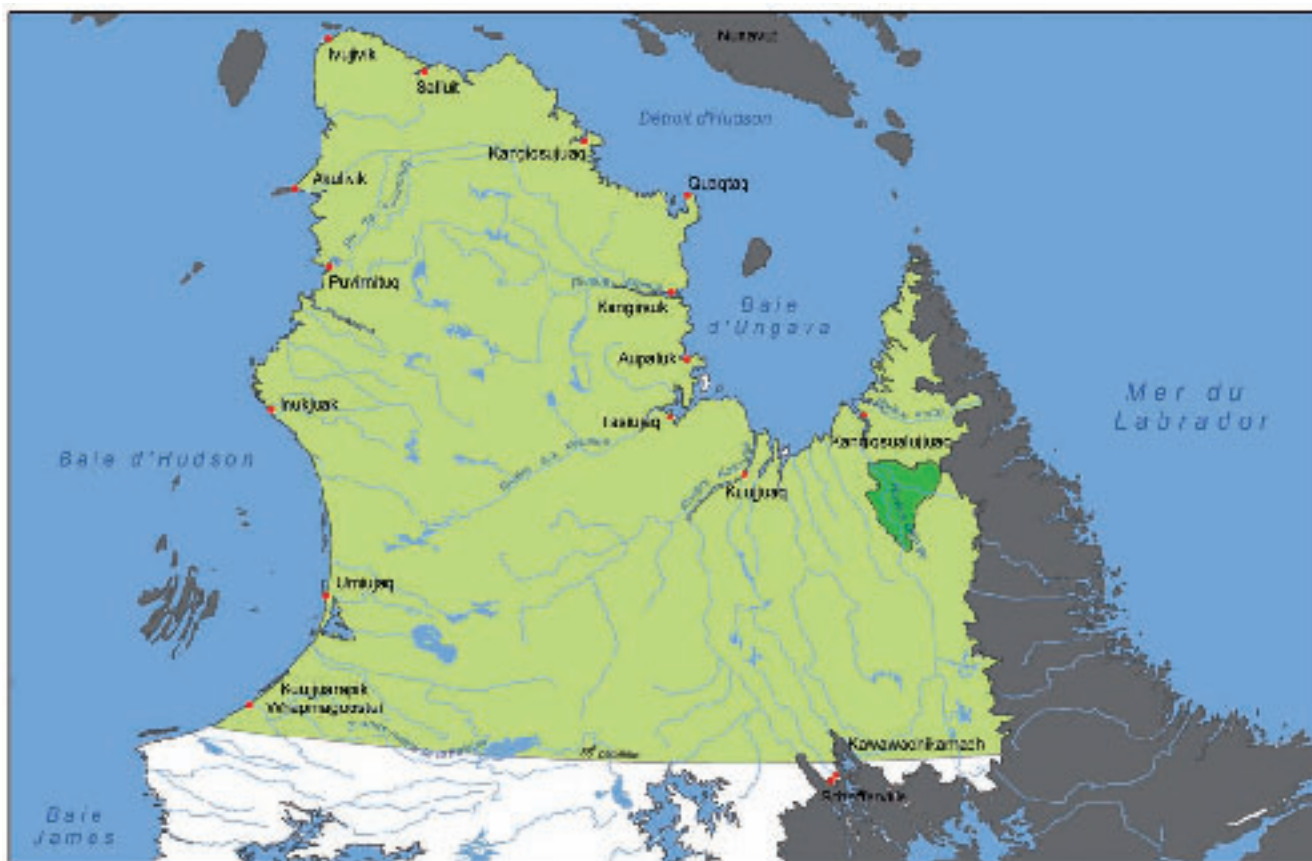 Nunavut
Ivujivik
Salluit
Détroit d'Hudson
Kangiqsujuaq
Akulivik
Quaqtaq
Puvirnituq
Kangirsuk
Baie
d'Ungava
Aupaluk
Mer du
Labrador
Inukjuak
Tasiujaq
Kangiqsualujjuaq
Baie d'Hudson
Kuujjuaq
Umiujaq
Kuujjuarapik
Whapmagoostui
Kawawachikamach
Schefferville
Baie
James